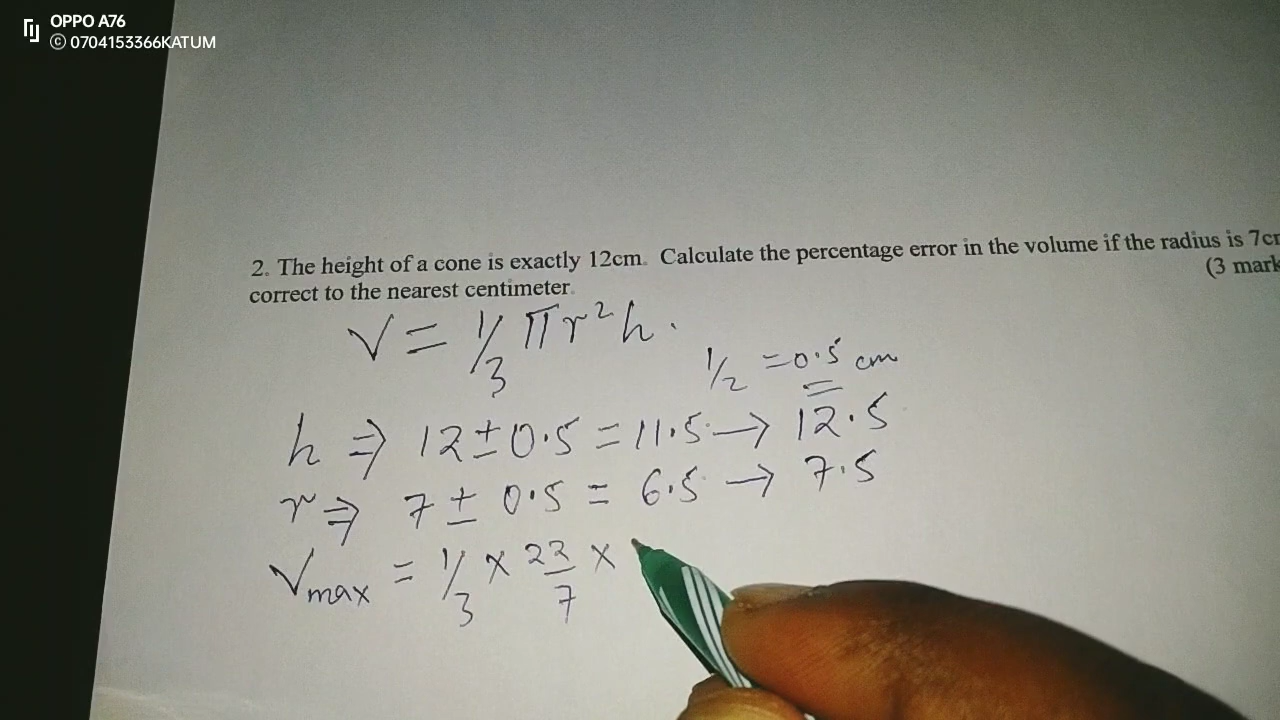 OPPO A76
© 0704153366KATUM
2. The height of a cone is exactly 12cm. Calculate the percentage error in the volume if the radius is 7cm
(3 mark
correct to the nearest centimeter.
V = 1/3 πr²h.
1/2 = 0.5 cm
h ⇒ 12 ± 0.5 = 11.5 → 12.5
r ⇒ 7 ± 0.5 = 6.5 → 7.5
Vmax = 1/3 × 22/7 ×